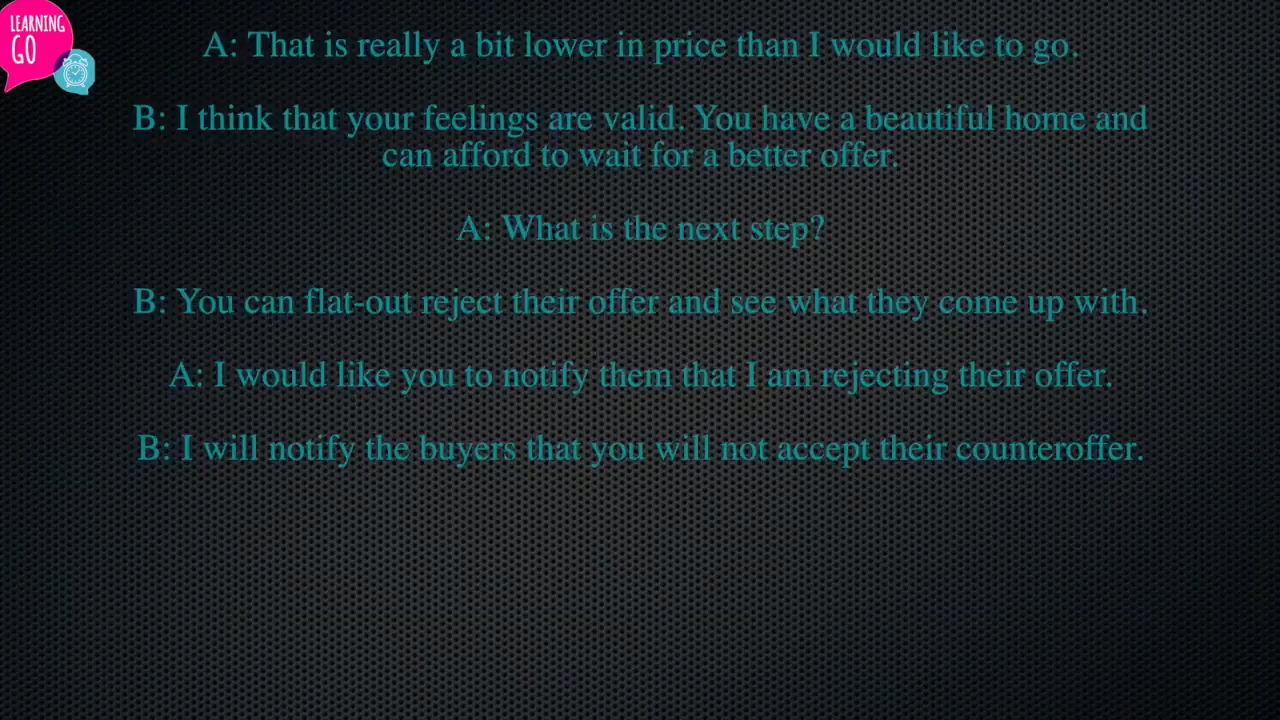 LEARNING
GO
A: That is really a bit lower in price than I would like to go.
B: I think that your feelings are valid. You have a beautiful home and
can afford to wait for a better offer.
A: What is the next step?
B: You can flat-out reject their offer and see what they come up with.
A: I would like you to notify them that I am rejecting their offer.
B: I will notify the buyers that you will not accept their counteroffer.